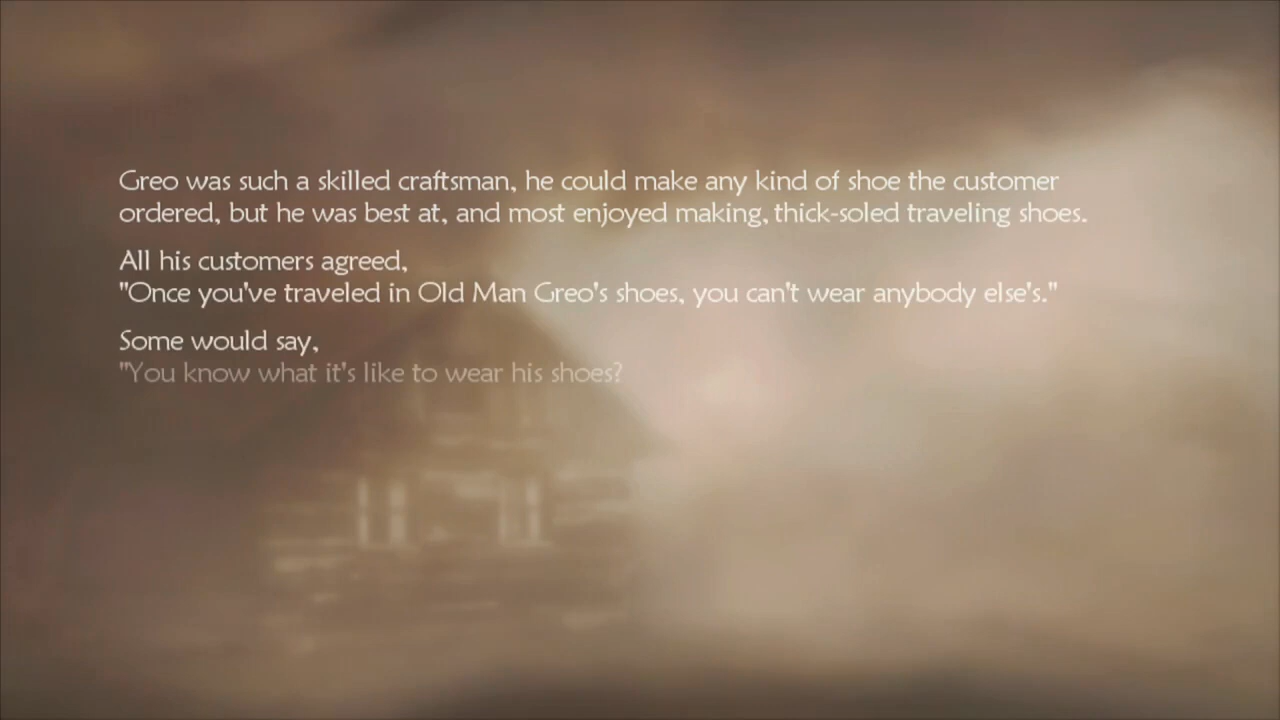 Greo was such a skilled craftsman, he could make any kind of shoe the customer
ordered, but he was best at, and most enjoyed making, thick-soled traveling shoes.
All his customers agreed,
"Once you've traveled in Old Man Greo's shoes, you can't wear anybody else's."
Some would say,
"You know what it's like to wear his shoes?